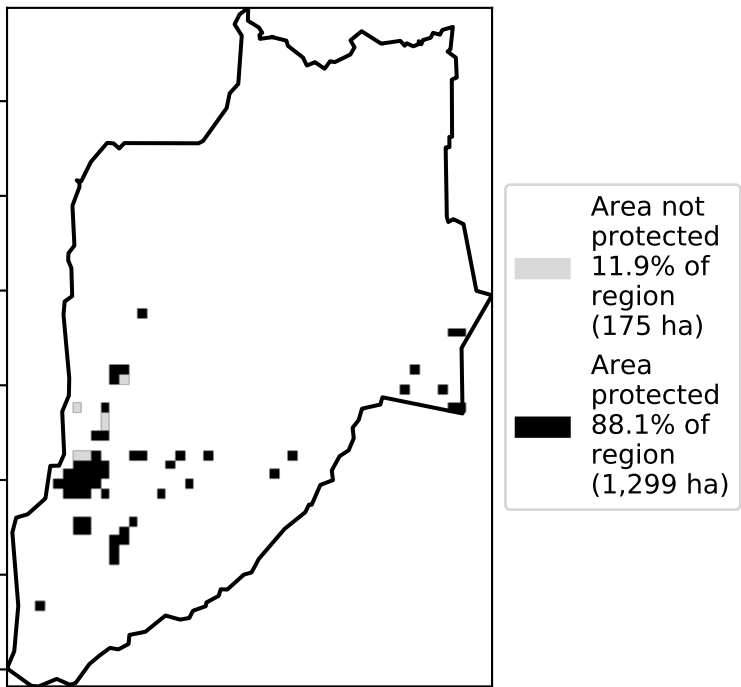 Area not
protected
11.9% of
region
(175 ha)
Area
protected
88.1% of
region
(1,299 ha)